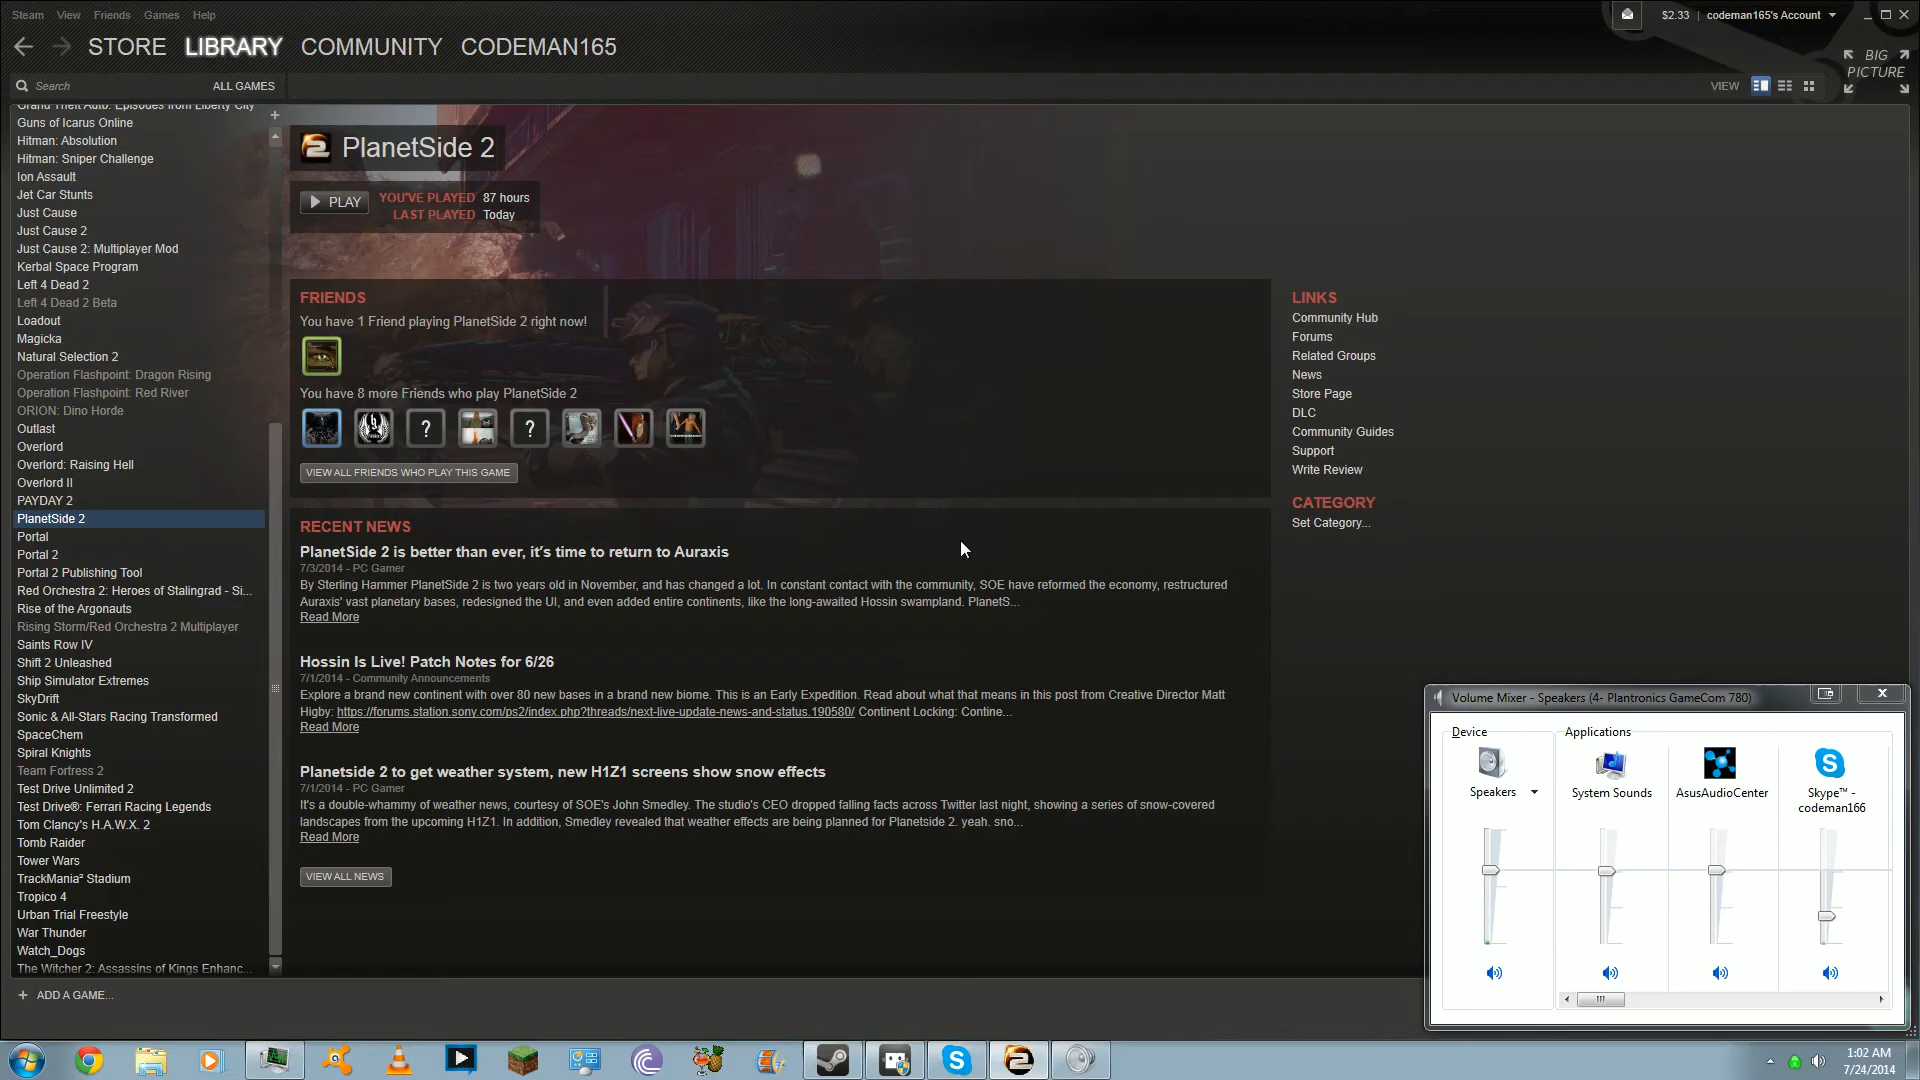 Steam View Friends Games Help
$2.33 codeman165's Account
STORE LIBRARY COMMUNITY CODEMAN165
BIG PICTURE
Search
ALL GAMES
VIEW
Grand Theft Auto: Episodes from Liberty City
Guns of Icarus Online
Hitman: Absolution
Hitman: Sniper Challenge
Ion Assault
Jet Car Stunts
Just Cause
Just Cause 2
Just Cause 2: Multiplayer Mod
Kerbal Space Program
Left 4 Dead 2
Left 4 Dead 2 Beta
Loadout
Magicka
Natural Selection 2
Operation Flashpoint: Dragon Rising
Operation Flashpoint: Red River
ORION: Dino Horde
Outlast
Overlord
Overlord: Raising Hell
Overlord II
PAYDAY 2
PlanetSide 2
Portal
Portal 2
Portal 2 Publishing Tool
Red Orchestra 2: Heroes of Stalingrad - Si...
Rise of the Argonauts
Rising Storm/Red Orchestra 2 Multiplayer
Saints Row IV
Shift 2 Unleashed
Ship Simulator Extremes
SkyDrift
Sonic & All-Stars Racing Transformed
SpaceChem
Spiral Knights
Team Fortress 2
Test Drive Unlimited 2
Test Drive®: Ferrari Racing Legends
Tom Clancy's H.A.W.X. 2
Tomb Raider
Tower Wars
TrackMania² Stadium
Tropico 4
Urban Trial Freestyle
War Thunder
Watch_Dogs
The Witcher 2: Assassins of Kings Enhanc...
+ ADD A GAME...
PlanetSide 2
PLAY
YOU'VE PLAYED 87 hours
LAST PLAYED Today
FRIENDS
You have 1 Friend playing PlanetSide 2 right now!
You have 8 more Friends who play PlanetSide 2
? ?
VIEW ALL FRIENDS WHO PLAY THIS GAME
RECENT NEWS
PlanetSide 2 is better than ever, it's time to return to Auraxis
7/3/2014 - PC Gamer
By Sterling Hammer PlanetSide 2 is two years old in November, and has changed a lot. In constant contact with the community, SOE have reformed the economy, restructured
Auraxis' vast planetary bases, redesigned the UI, and even added entire continents, like the long-awaited Hossin swampland. PlanetS...
Read More
Hossin Is Live! Patch Notes for 6/26
7/1/2014 - Community Announcements
Explore a brand new continent with over 80 new bases in a brand new biome. This is an Early Expedition. Read about what that means in this post from Creative Director Matt
Higby: https://forums.station.sony.com/ps2/index.php?threads/next-live-update-news-and-status.190580/ Continent Locking: Contine...
Read More
Planetside 2 to get weather system, new H1Z1 screens show snow effects
7/1/2014 - PC Gamer
It's a double-whammy of weather news, courtesy of SOE's John Smedley. The studio's CEO dropped falling facts across Twitter last night, showing a series of snow-covered
landscapes from the upcoming H1Z1. In addition, Smedley revealed that weather effects are being planned for Planetside 2. yeah. sno...
Read More
VIEW ALL NEWS
LINKS
Community Hub
Forums
Related Groups
News
Store Page
DLC
Community Guides
Support
Write Review
CATEGORY
Set Category...
Volume Mixer - Speakers (4- Plantronics GameCom 780)
Device
Applications
Speakers
System Sounds
AsusAudioCenter
Skype™ -
codeman166
1:02 AM
7/24/2014